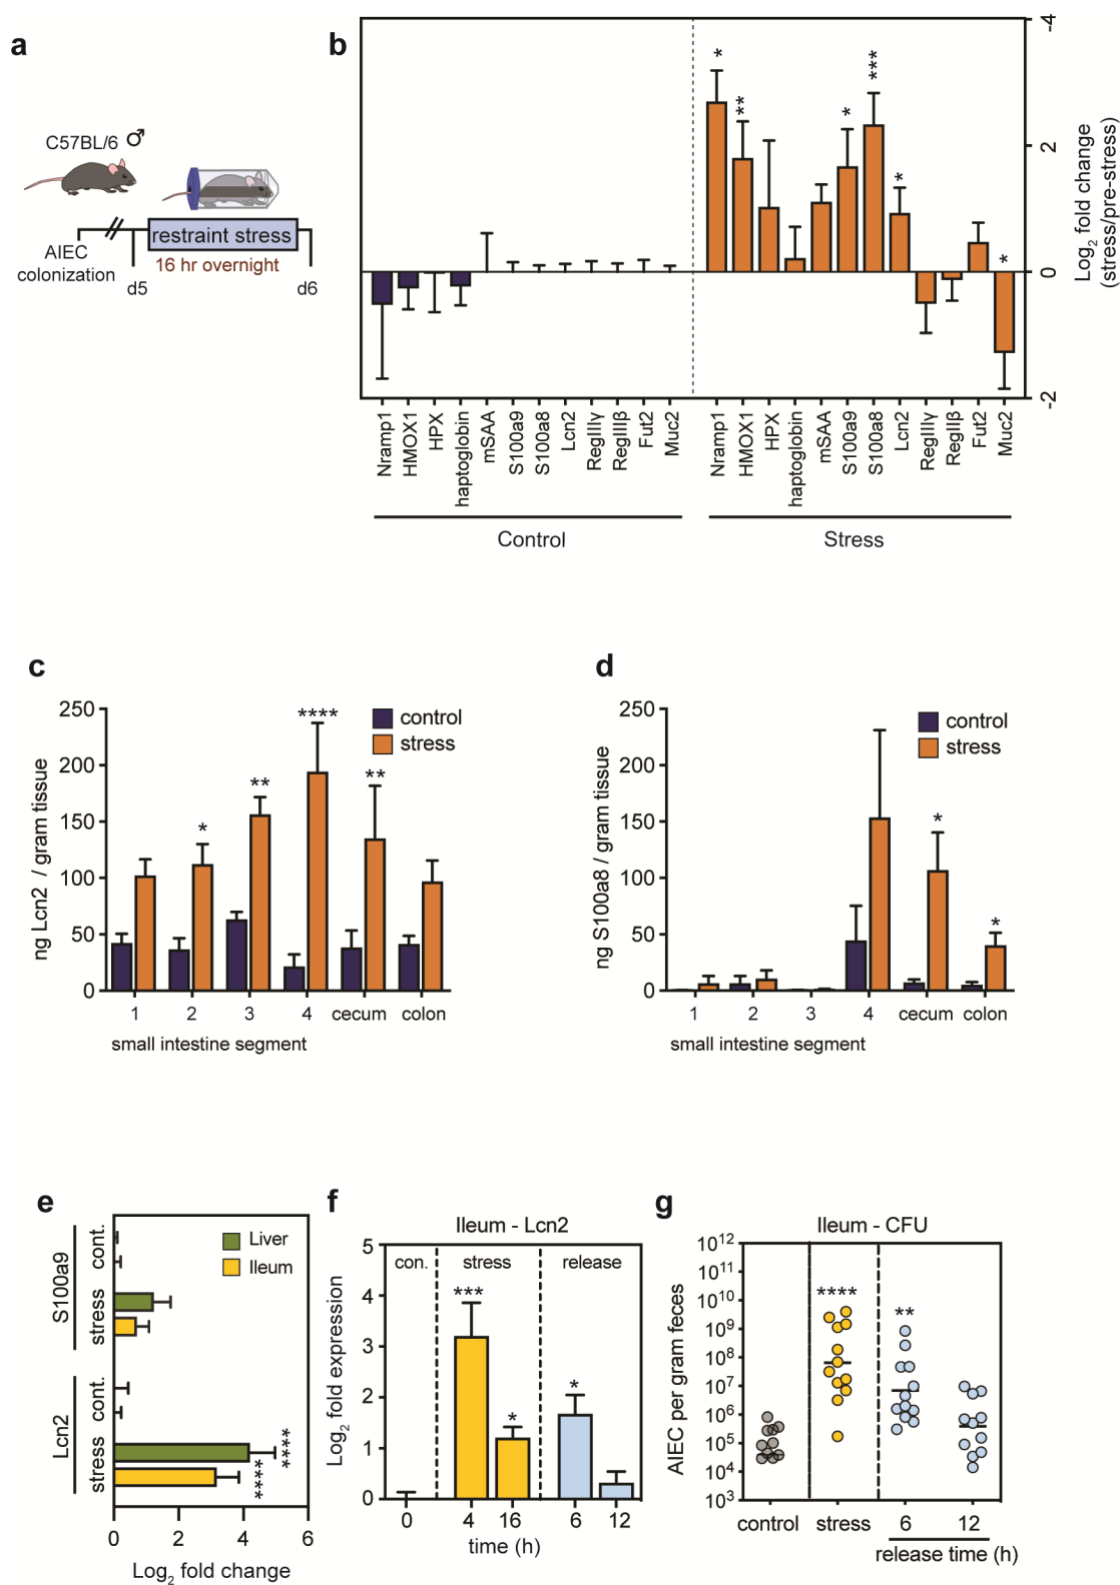 a
C57BL/6 ♂
AIEC
colonization
restraint stress
16 hr overnight
d5
d6
b
-4
2
0
-2
Log2 fold change
(stress/pre-stress)
*
**
*
***
*
*
Nramp1
HMOX1
HPX
haptoglobin
mSAA
S100a9
S100a8
Lcn2
RegIIIγ
RegIIIβ
Fut2
Muc2
Nramp1
HMOX1
HPX
haptoglobin
mSAA
S100a9
S100a8
Lcn2
RegIIIγ
RegIIβ
Fut2
Muc2
Control
Stress
c
ng Lcn2 / gram tissue
250
200
150
100
50
0
control
stress
*
**
****
**
1 2 3 4 cecum colon
small intestine segment
d
ng S100a8 / gram tissue
250
200
150
100
50
0
control
stress
*
*
1 2 3 4 cecum colon
small intestine segment
e
S100a9
cont.
stress
Lcn2
cont.
stress
Liver
Ileum
****
****
0 2 4 6
Log2 fold change
f
Ileum - Lcn2
Log2 fold expression
5
4
3
2
1
0
con. stress release
***
*
*
0 4 16 6 12
time (h)
g
Ileum - CFU
AIEC per gram feces
10^12
10^11
10^10
10^9
10^8
10^7
10^6
10^5
10^4
10^3
****
**
control stress 6 12
release time (h)